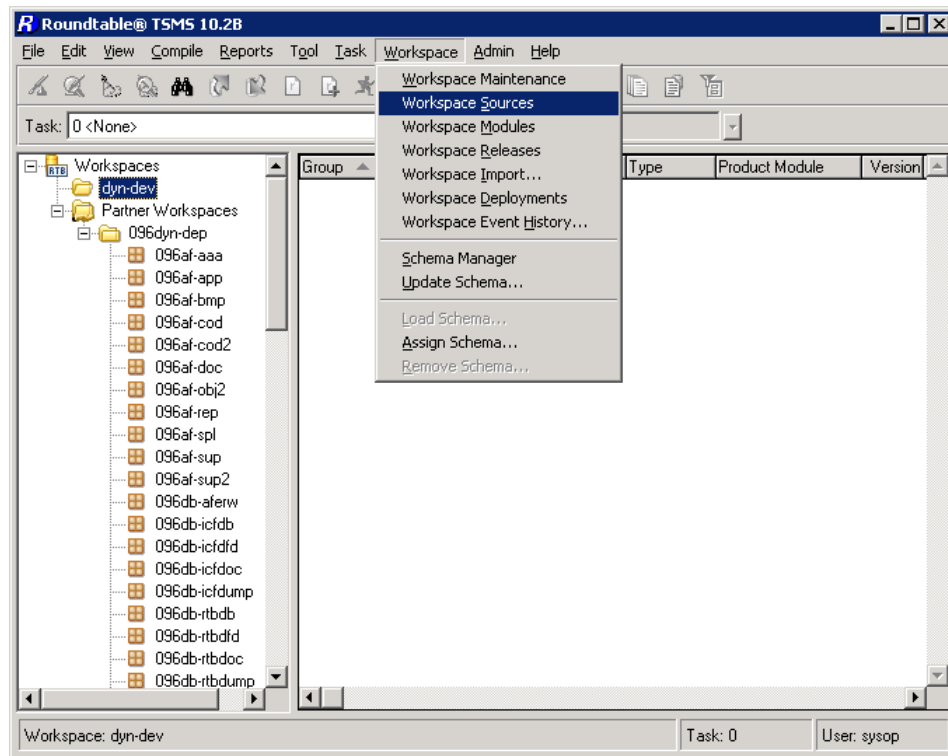 Roundtable® TSMS 10.2B
File Edit View Compile Reports Tool Task Workspace Admin Help
Task: 0 <None>
Workspace Maintenance
Workspace Sources
Workspace Modules
Workspace Releases
Workspace Import...
Workspace Deployments
Workspace Event History...
Schema Manager
Update Schema...
Load Schema...
Assign Schema...
Remove Schema...
Workspaces
dyn-dev
Partner Workspaces
096dyn-dep
096af-aaa
096af-app
096af-bmp
096af-cod
096af-cod2
096af-doc
096af-obj2
096af-rep
096af-spl
096af-sup
096af-sup2
096db-aferw
096db-icfdb
096db-icfdfd
096db-icfdoc
096db-icfdump
096db-rtbdb
096db-rtbdfd
096db-rtbdoc
096db-rtbdump
Group Type Product Module Version
Workspace: dyn-dev Task: 0 User: sysop